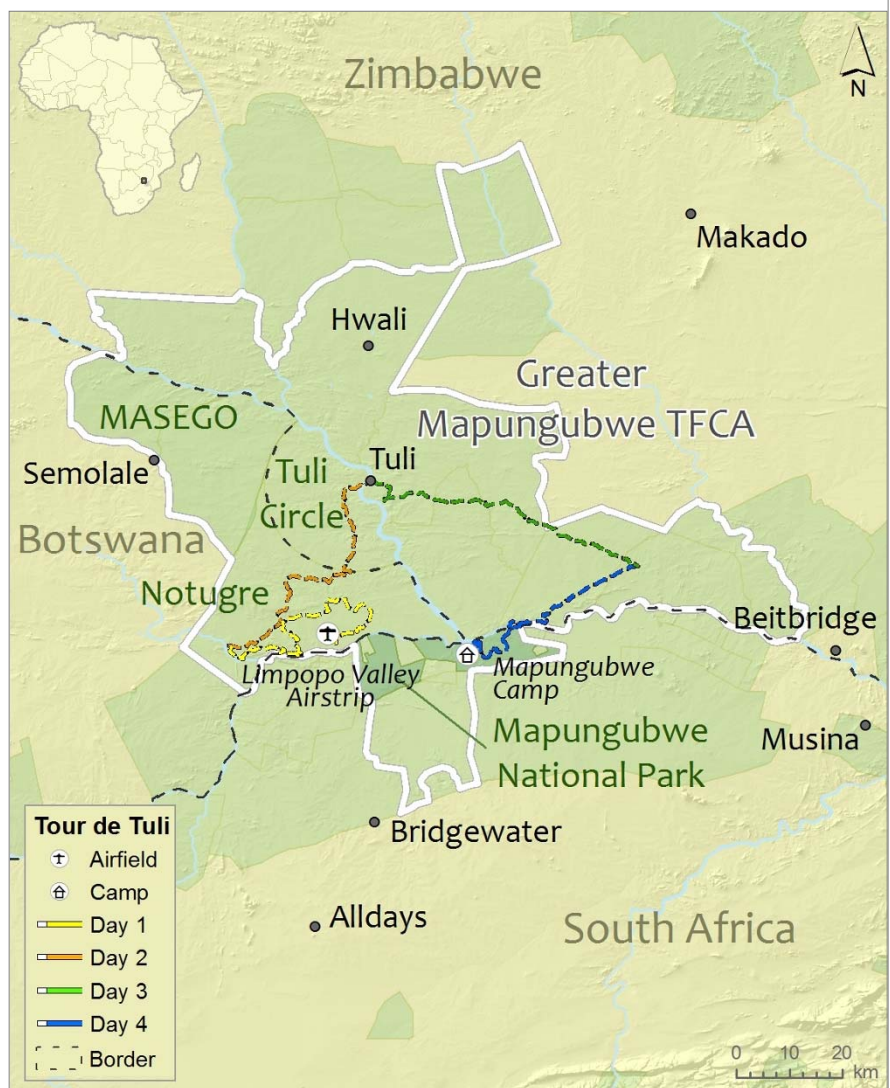 Zimbabwe
N
Makado
Hwali
Greater
Mapungubwe TFCA
MASEGO
Semolale
Tuli
Tuli
Circle
Botswana
Notugre
Beitbridge
Limpopo Valley
Airstrip
Mapungubwe
Camp
Mapungubwe
National Park
Musina
Bridgewater
Alldays
South Africa
Tour de Tuli
Airfield
Camp
Day 1
Day 2
Day 3
Day 4
Border
0 10 20
km